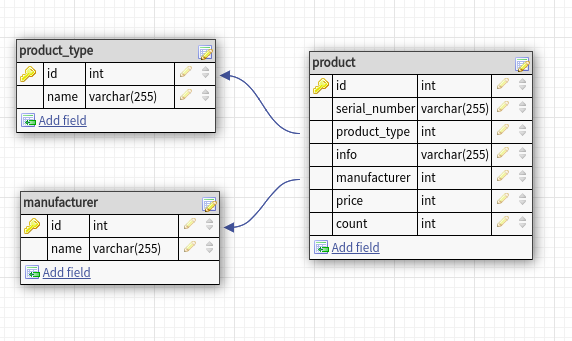 product_type
id int
name varchar(255)
Add field
manufacturer
id int
name varchar(255)
Add field
product
id int
serial_number varchar(255)
product_type int
info varchar(255)
manufacturer int
price int
count int
Add field